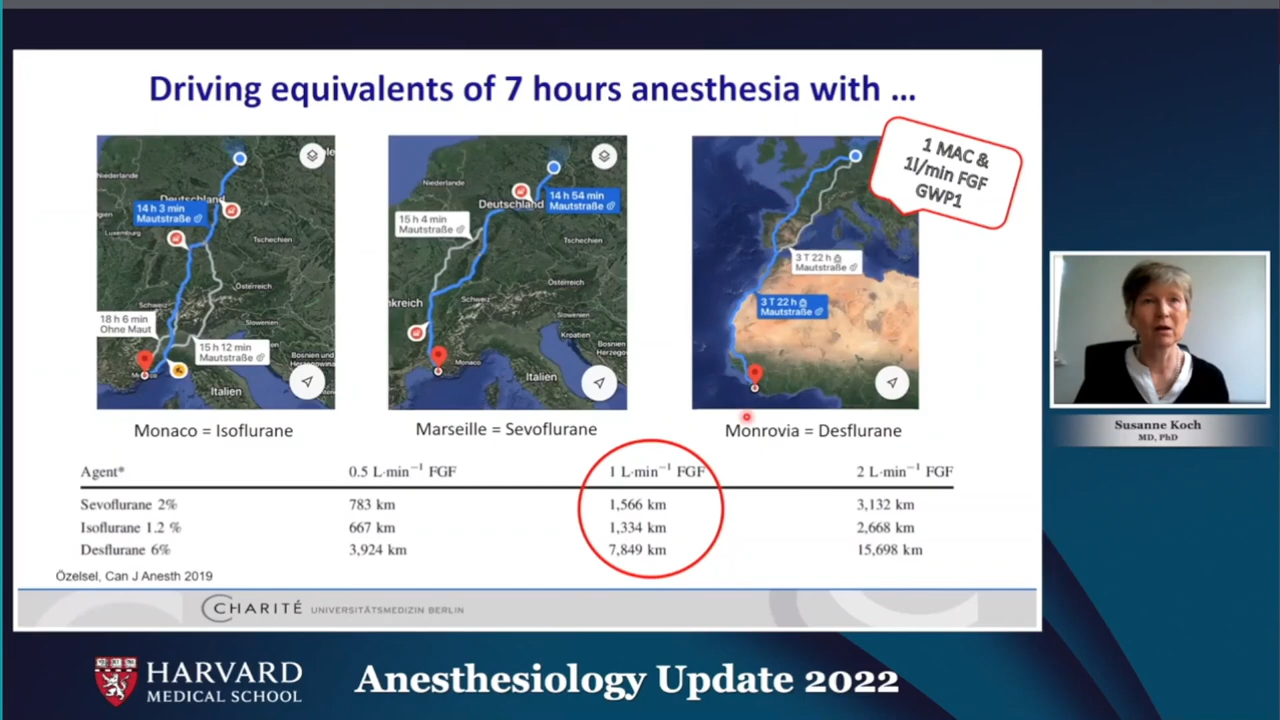 Driving equivalents of 7 hours anesthesia with …
Niederlande
Deutschland
14 h 3 min
Mautstraße
Luxemburg
Tschechien
Österreich
Schweiz
Slowenien
18 h 6 min
Ohne Maut
15 h 12 min
Mautstraße
Bosnien und
Italien
Niederlande
Deutschland
14 h 54 min
Mautstraße
15 h 4 min
Mautstraße
Tschechien
Österreich
nkreich
Schweiz
Slowenien
Kroatien
Bosnien
Herzego
Monaco
Italien
3 T 22 h
Mautstraße
3 T 22 h
Mautstraße
1 MAC &
1l/min FGF
GWP1
Monaco = Isoflurane
Marseille = Sevoflurane
Monrovia = Desflurane
Agent* 0.5 L·min⁻¹ FGF 1 L·min⁻¹ FGF 2 L·min⁻¹ FGF
Sevoflurane 2% 783 km 1,566 km 3,132 km
Isoflurane 1.2 % 667 km 1,334 km 2,668 km
Desflurane 6% 3,924 km 7,849 km 15,698 km
Özelsel, Can J Anesth 2019
CHARITÉ UNIVERSITÄTSMEDIZIN BERLIN
Susanne Koch
MD, PhD
HARVARD
MEDICAL SCHOOL
Anesthesiology Update 2022